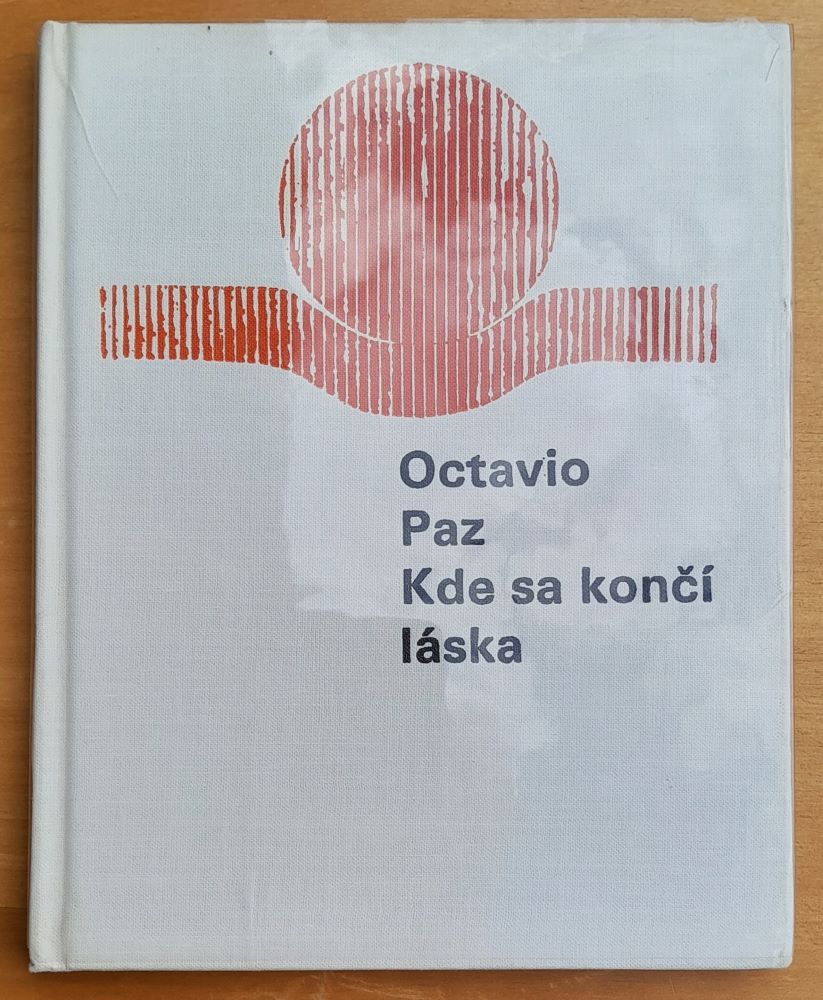 Octavio
Paz
Kde sa končí
láska